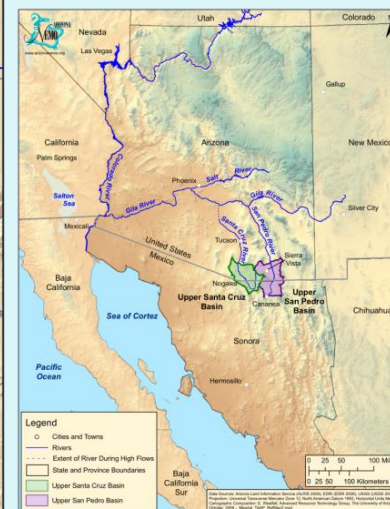 Utah
Colorado
ARIZONA
NEMO
Nevada
Las Vegas
Gallup
California
Arizona
New Mexico
Palm Springs
Colorado River
Phoenix
Salt River
Salton
Sea
Gila River
Gila River
Silver City
Mexicali
Santa Cruz River
San Pedro River
Tucson
United States
Mexico
Sierra
Vista
Baja
California
Nogales
Upper Santa Cruz
Basin
Cananea
Upper
San Pedro
Basin
Sea of Cortez
Sonora
Chihuahua
Pacific
Ocean
Hermosillo
Legend
Cities and Towns
Rivers
Extent of River During High Flows
State and Province Boundaries
Upper Santa Cruz Basin
Upper San Pedro Basin
Baja
California
Sur
0 50 100
0 25 50 100 Kilometers